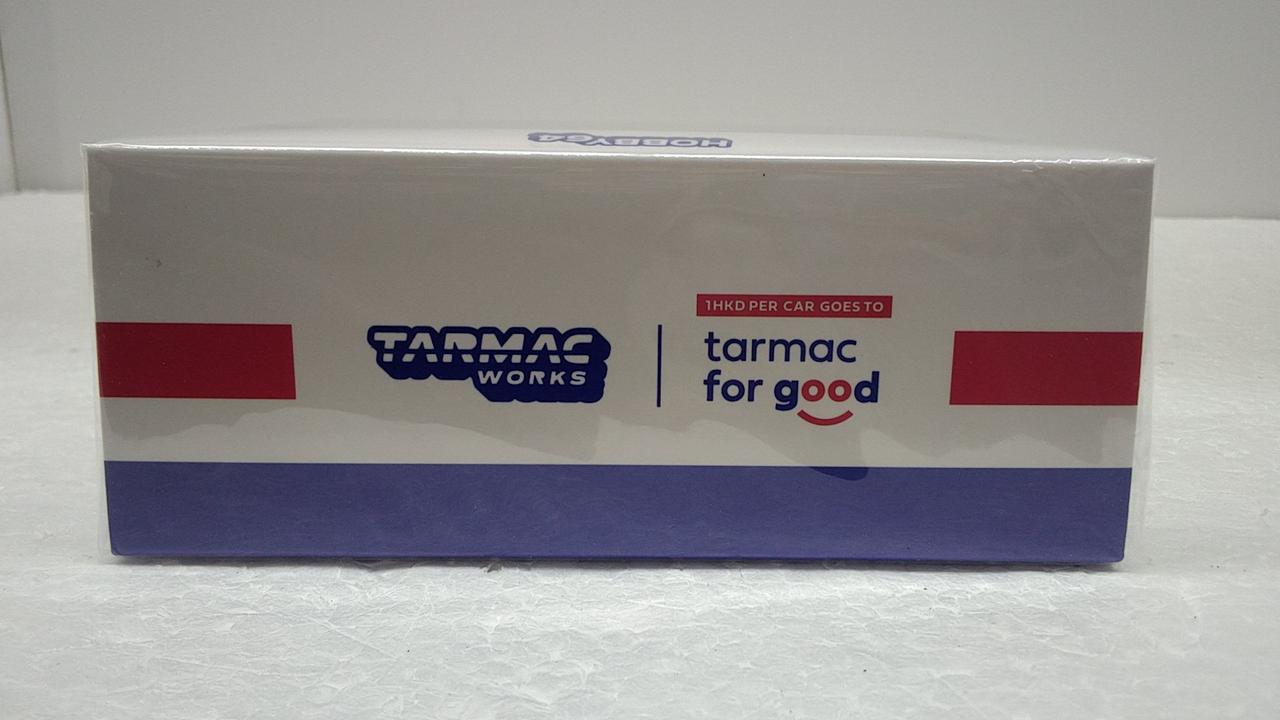 HOBBY64
TARMAC
WORKS
1HKD PER CAR GOES TO
tarmac
for good